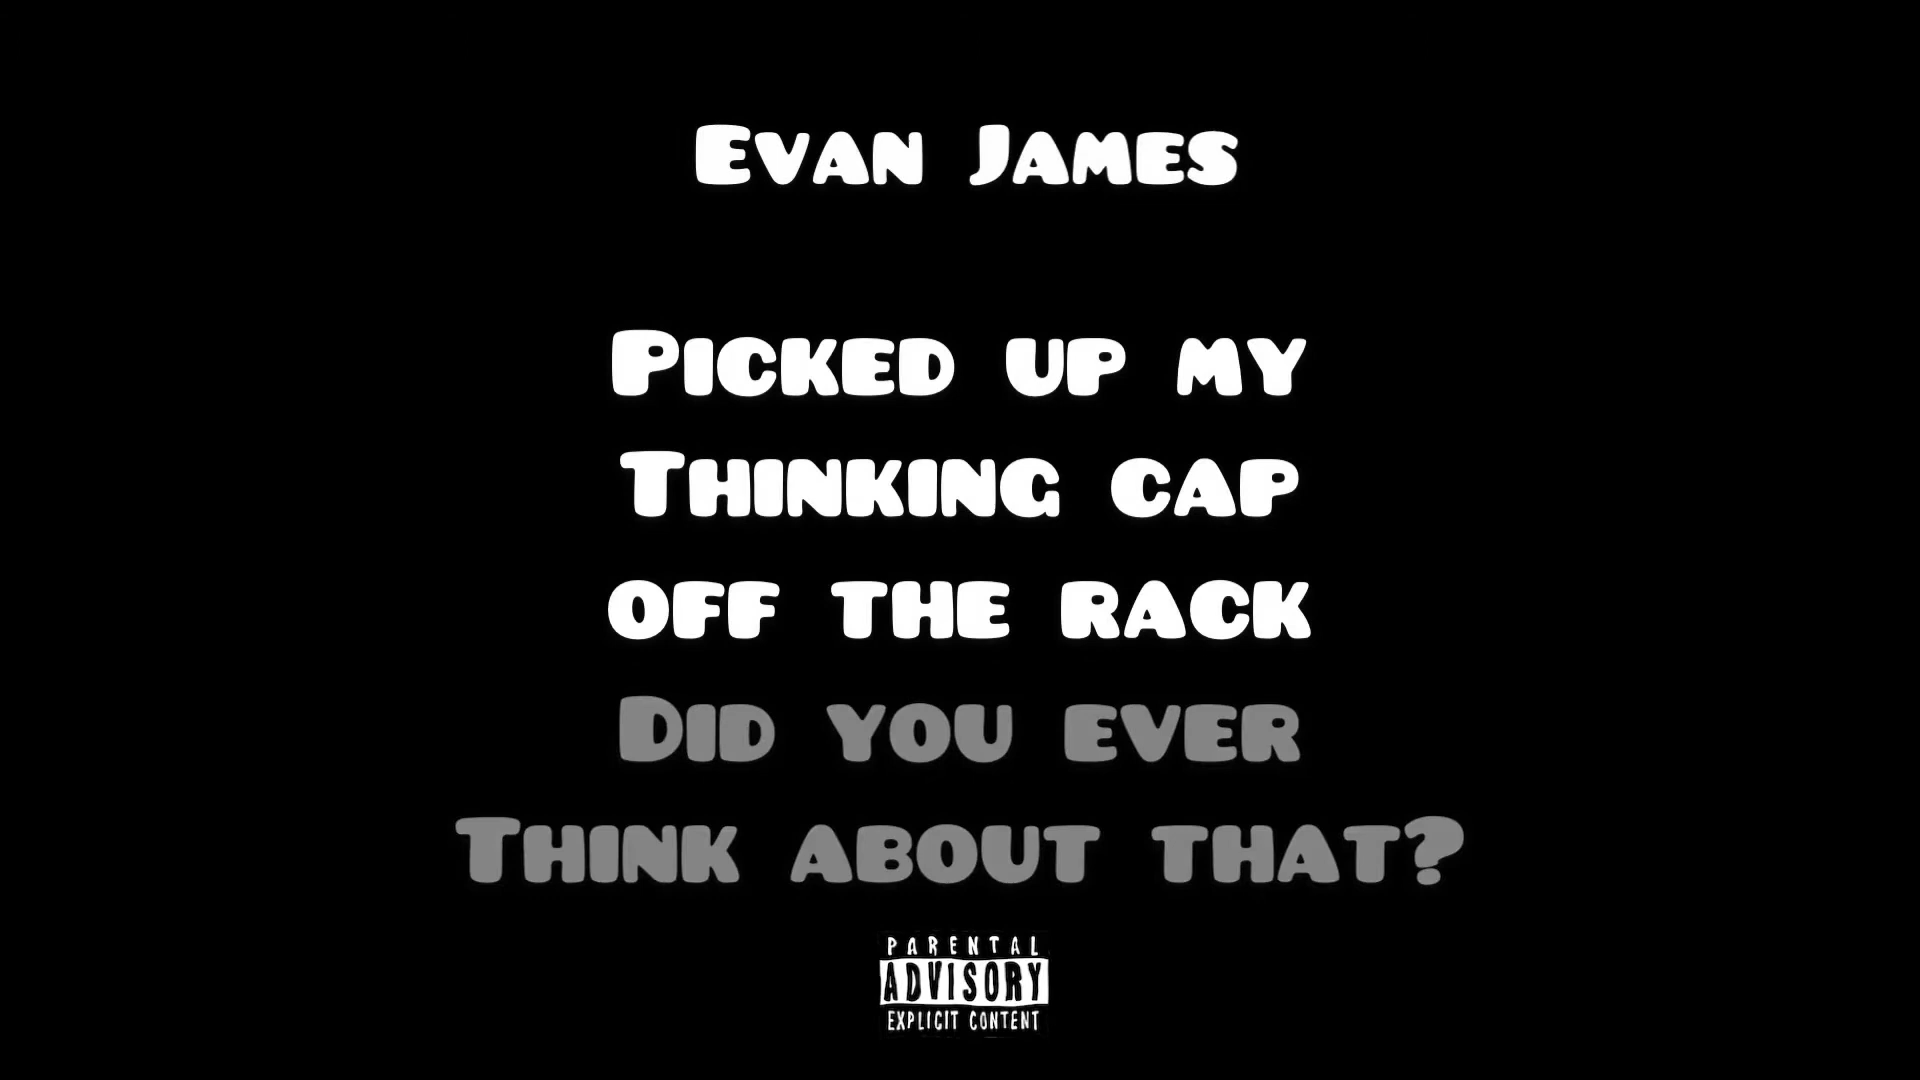 Evan James
Picked up my
Thinking cap
off the rack
Did you ever
Think about that?
PARENTAL
ADVISORY
EXPLICIT CONTENT